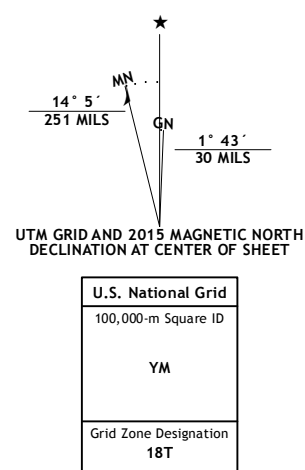 ★
MN
GN
14° 5´
251 MILS
1° 43´
30 MILS
UTM GRID AND 2015 MAGNETIC NORTH
DECLINATION AT CENTER OF SHEET
U.S. National Grid
100,000-m Square ID
YM
Grid Zone Designation
18T